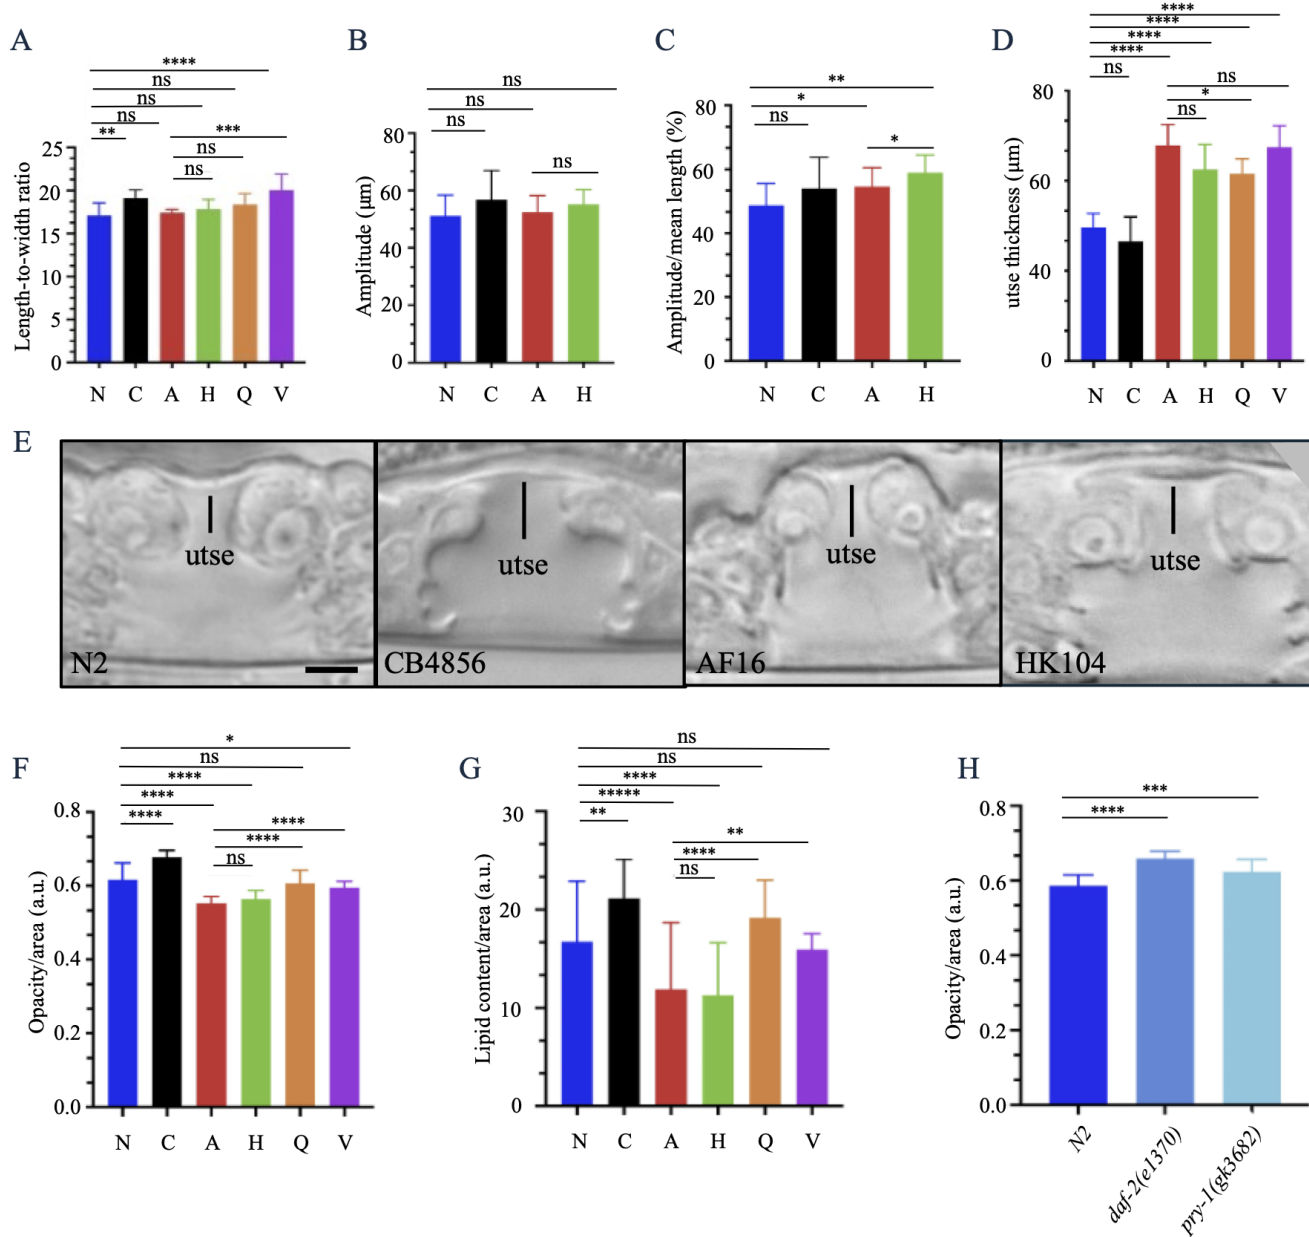 A
****
ns
ns
ns
**
***
ns
ns
Length-to-width ratio
25
20
15
10
5
0
N C A H Q V
B
ns
ns
ns
ns
Amplitude (µm)
80
60
40
20
0
N C A H
C
**
*
ns
*
Amplitude/mean length (%)
80
60
40
20
0
N C A H
D
****
****
****
****
ns
ns
*
ns
utse thickness (µm)
80
60
40
0
N C A H Q V
E
utse
N2
utse
CB4856
utse
AF16
utse
HK104
F
*
ns
****
****
****
****
****
ns
Opacity/area (a.u.)
0.8
0.6
0.4
0.2
0.0
N C A H Q V
G
ns
ns
****
*****
**
**
****
ns
Lipid content/area (a.u.)
30
20
10
0
N C A H Q V
H
***
****
Opacity/area (a.u.)
0.8
0.6
0.4
0.2
0.0
N2
daf-2(e1370)
pry-1(gk3682)